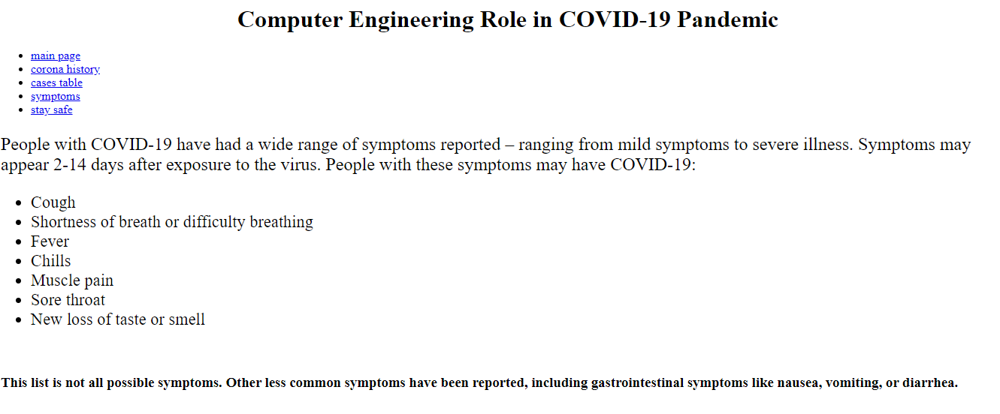 Computer Engineering Role in COVID-19 Pandemic
main page
corona history
cases table
symptoms
stay safe
People with COVID-19 have had a wide range of symptoms reported – ranging from mild symptoms to severe illness. Symptoms may
appear 2-14 days after exposure to the virus. People with these symptoms may have COVID-19:
Cough
Shortness of breath or difficulty breathing
Fever
Chills
Muscle pain
Sore throat
New loss of taste or smell
This list is not all possible symptoms. Other less common symptoms have been reported, including gastrointestinal symptoms like nausea, vomiting, or diarrhea.